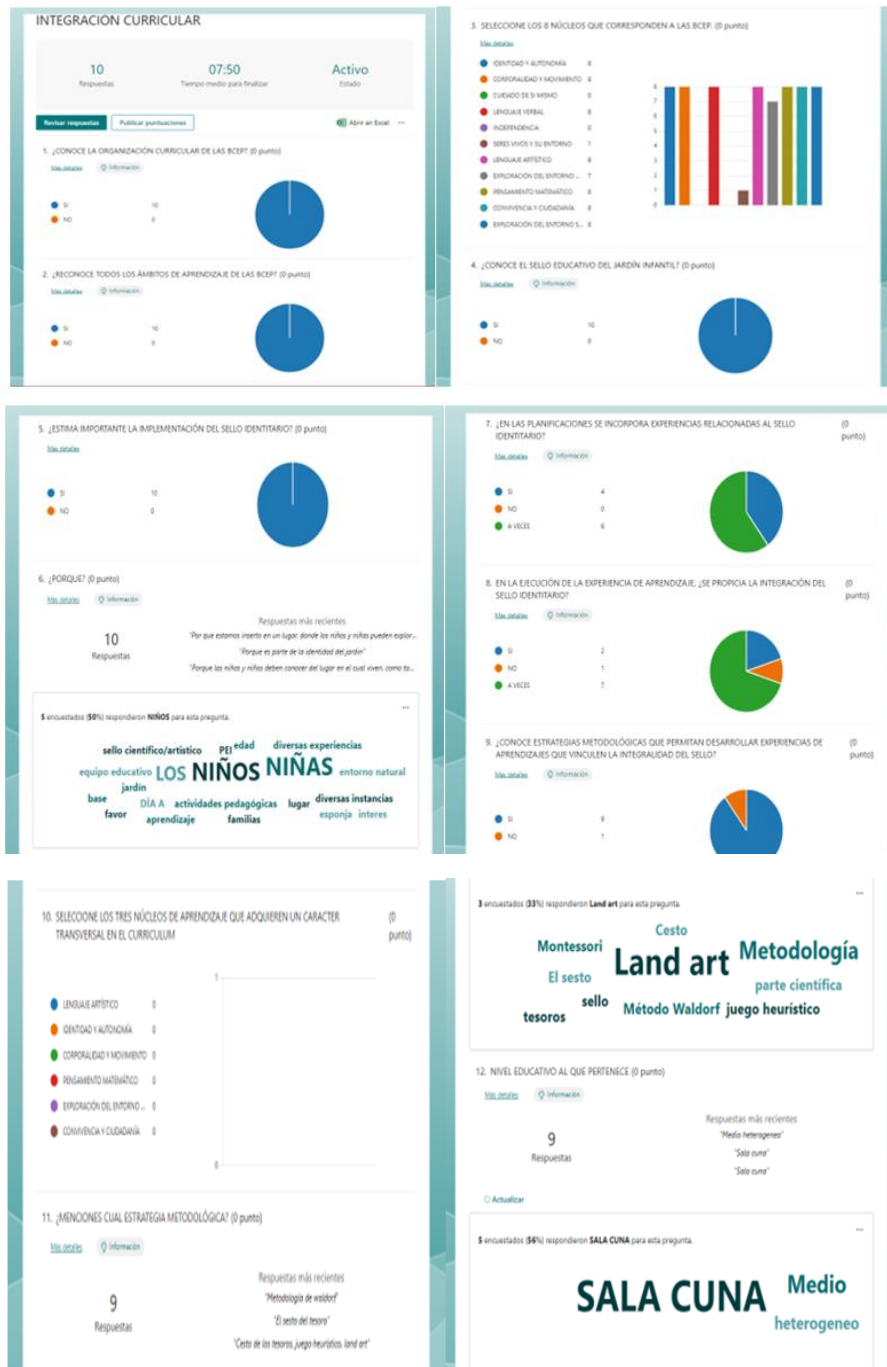 INTEGRACIÓN CURRICULAR
10
Respuestas
07:50
Tiempo medio para finalizar
Activo
Estado
Revisar respuestas
Publicar puntuaciones
Abrir en Excel
1. ¿CONOCE LA ORGANIZACIÓN CURRICULAR DE LAS BCEP? (0 punto)
Más detalles
Información
SI 10
NO 0
2. ¿RECONOCE TODOS LOS ÁMBITOS DE APRENDIZAJE DE LAS BCEP? (0 punto)
Más detalles
Información
SI 10
NO 0
3. SELECCIONE LOS 8 NÚCLEOS QUE CORRESPONDEN A LAS BCEP. (0 punto)
Más detalles
IDENTIDAD Y AUTONOMÍA 8
CORPORALIDAD Y MOVIMIENTO 8
CUIDADO DE SI MISMO 0
LENGUAJE VERBAL 8
INDEPENDENCIA 0
SERES VIVOS Y SU ENTORNO 1
LENGUAJE ARTÍSTICO 8
EXPLORACIÓN DEL ENTORNO ... 7
PENSAMIENTO MATEMÁTICO 8
CONVIVENCIA Y CIUDADANÍA 8
EXPLORACIÓN DEL ENTORNO S... 8
8
7
6
5
4
3
2
1
0
4. ¿CONOCE EL SELLO EDUCATIVO DEL JARDÍN INFANTIL? (0 punto)
Más detalles
Información
SI 10
NO 0
5. ¿ESTIMA IMPORTANTE LA IMPLEMENTACIÓN DEL SELLO IDENTITARIO? (0 punto)
Más detalles
SI 10
NO 0
6. ¿PORQUE? (0 punto)
Más detalles
Información
10
Respuestas
Respuestas más recientes
"Por que estamos inserto en un lugar, donde los niños y niñas pueden explor...
"Porque es parte de la identidad del jardín"
"Porque las niñas y niños deben conocer del lugar en el cual viven, como ta...
5 encuestados (50%) respondieron NIÑOS para esta pregunta.
sello científico/artístico PEI edad diversas experiencias
equipo educativo LOS NIÑOS NIÑAS entorno natural
jardín
base DÍA A actividades pedagógicas lugar diversas instancias
favor aprendizaje familias esponja interes
7. ¿EN LAS PLANIFICACIONES SE INCORPORA EXPERIENCIAS RELACIONADAS AL SELLO (0
IDENTITARIO? punto)
Más detalles
Información
SI 4
NO 0
A VECES 6
8. EN LA EJECUCIÓN DE LA EXPERIENCIA DE APRENDIZAJE, ¿SE PROPICIA LA INTEGRACIÓN DEL (0
SELLO IDENTITARIO? punto)
Más detalles
Información
SI 2
NO 1
A VECES 7
9. ¿CONOCE ESTRATEGIAS METODOLÓGICAS QUE PERMITAN DESARROLLAR EXPERIENCIAS DE (0
APRENDIZAJES QUE VINCULEN LA INTEGRALIDAD DEL SELLO? punto)
Más detalles
Información
SI 9
NO 1
10. SELECCIONE LOS TRES NÚCLEOS DE APRENDIZAJE QUE ADQUIEREN UN CARACTER (0
TRANSVERSAL EN EL CURRICULUM punto)
LENGUAJE ARTÍSTICO 0
IDENTIDAD Y AUTONOMÍA 0
CORPORALIDAD Y MOVIMIENTO 0
PENSAMIENTO MATEMÁTICO 0
EXPLORACIÓN DEL ENTORNO ... 0
CONVIVENCIA Y CIUDADANÍA 0
1
0
11. ¿MENCIONES CUAL ESTRATEGIA METODOLÓGICA? (0 punto)
Más detalles
Información
9
Respuestas
Respuestas más recientes
"Metodología de waldorf"
"El sesto del tesoro"
"Cesto de los tesoros, juego heurístico, land art"
3 encuestados (33%) respondieron Land art para esta pregunta.
Cesto
Montessori Land art Metodología
El sesto parte científica
tesoros sello Método Waldorf juego heurístico
12. NIVEL EDUCATIVO AL QUE PERTENECE (0 punto)
Más detalles
Información
9
Respuestas
Respuestas más recientes
"Medio heterogeneo"
"Sala cuna"
"Sala cuna"
Actualizar
5 encuestados (56%) respondieron SALA CUNA para esta pregunta.
SALA CUNA Medio
heterogeneo